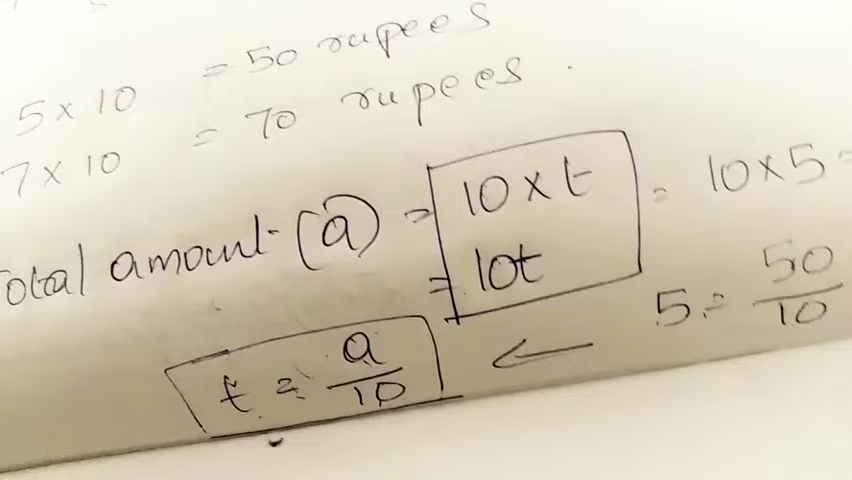 5 × 10 = 50 rupees
7 × 10 = 70 rupees.
Total amount (a) = 10 × t = 10 × 5 =
= 10t
5 = 50/10
t = a/10 ←